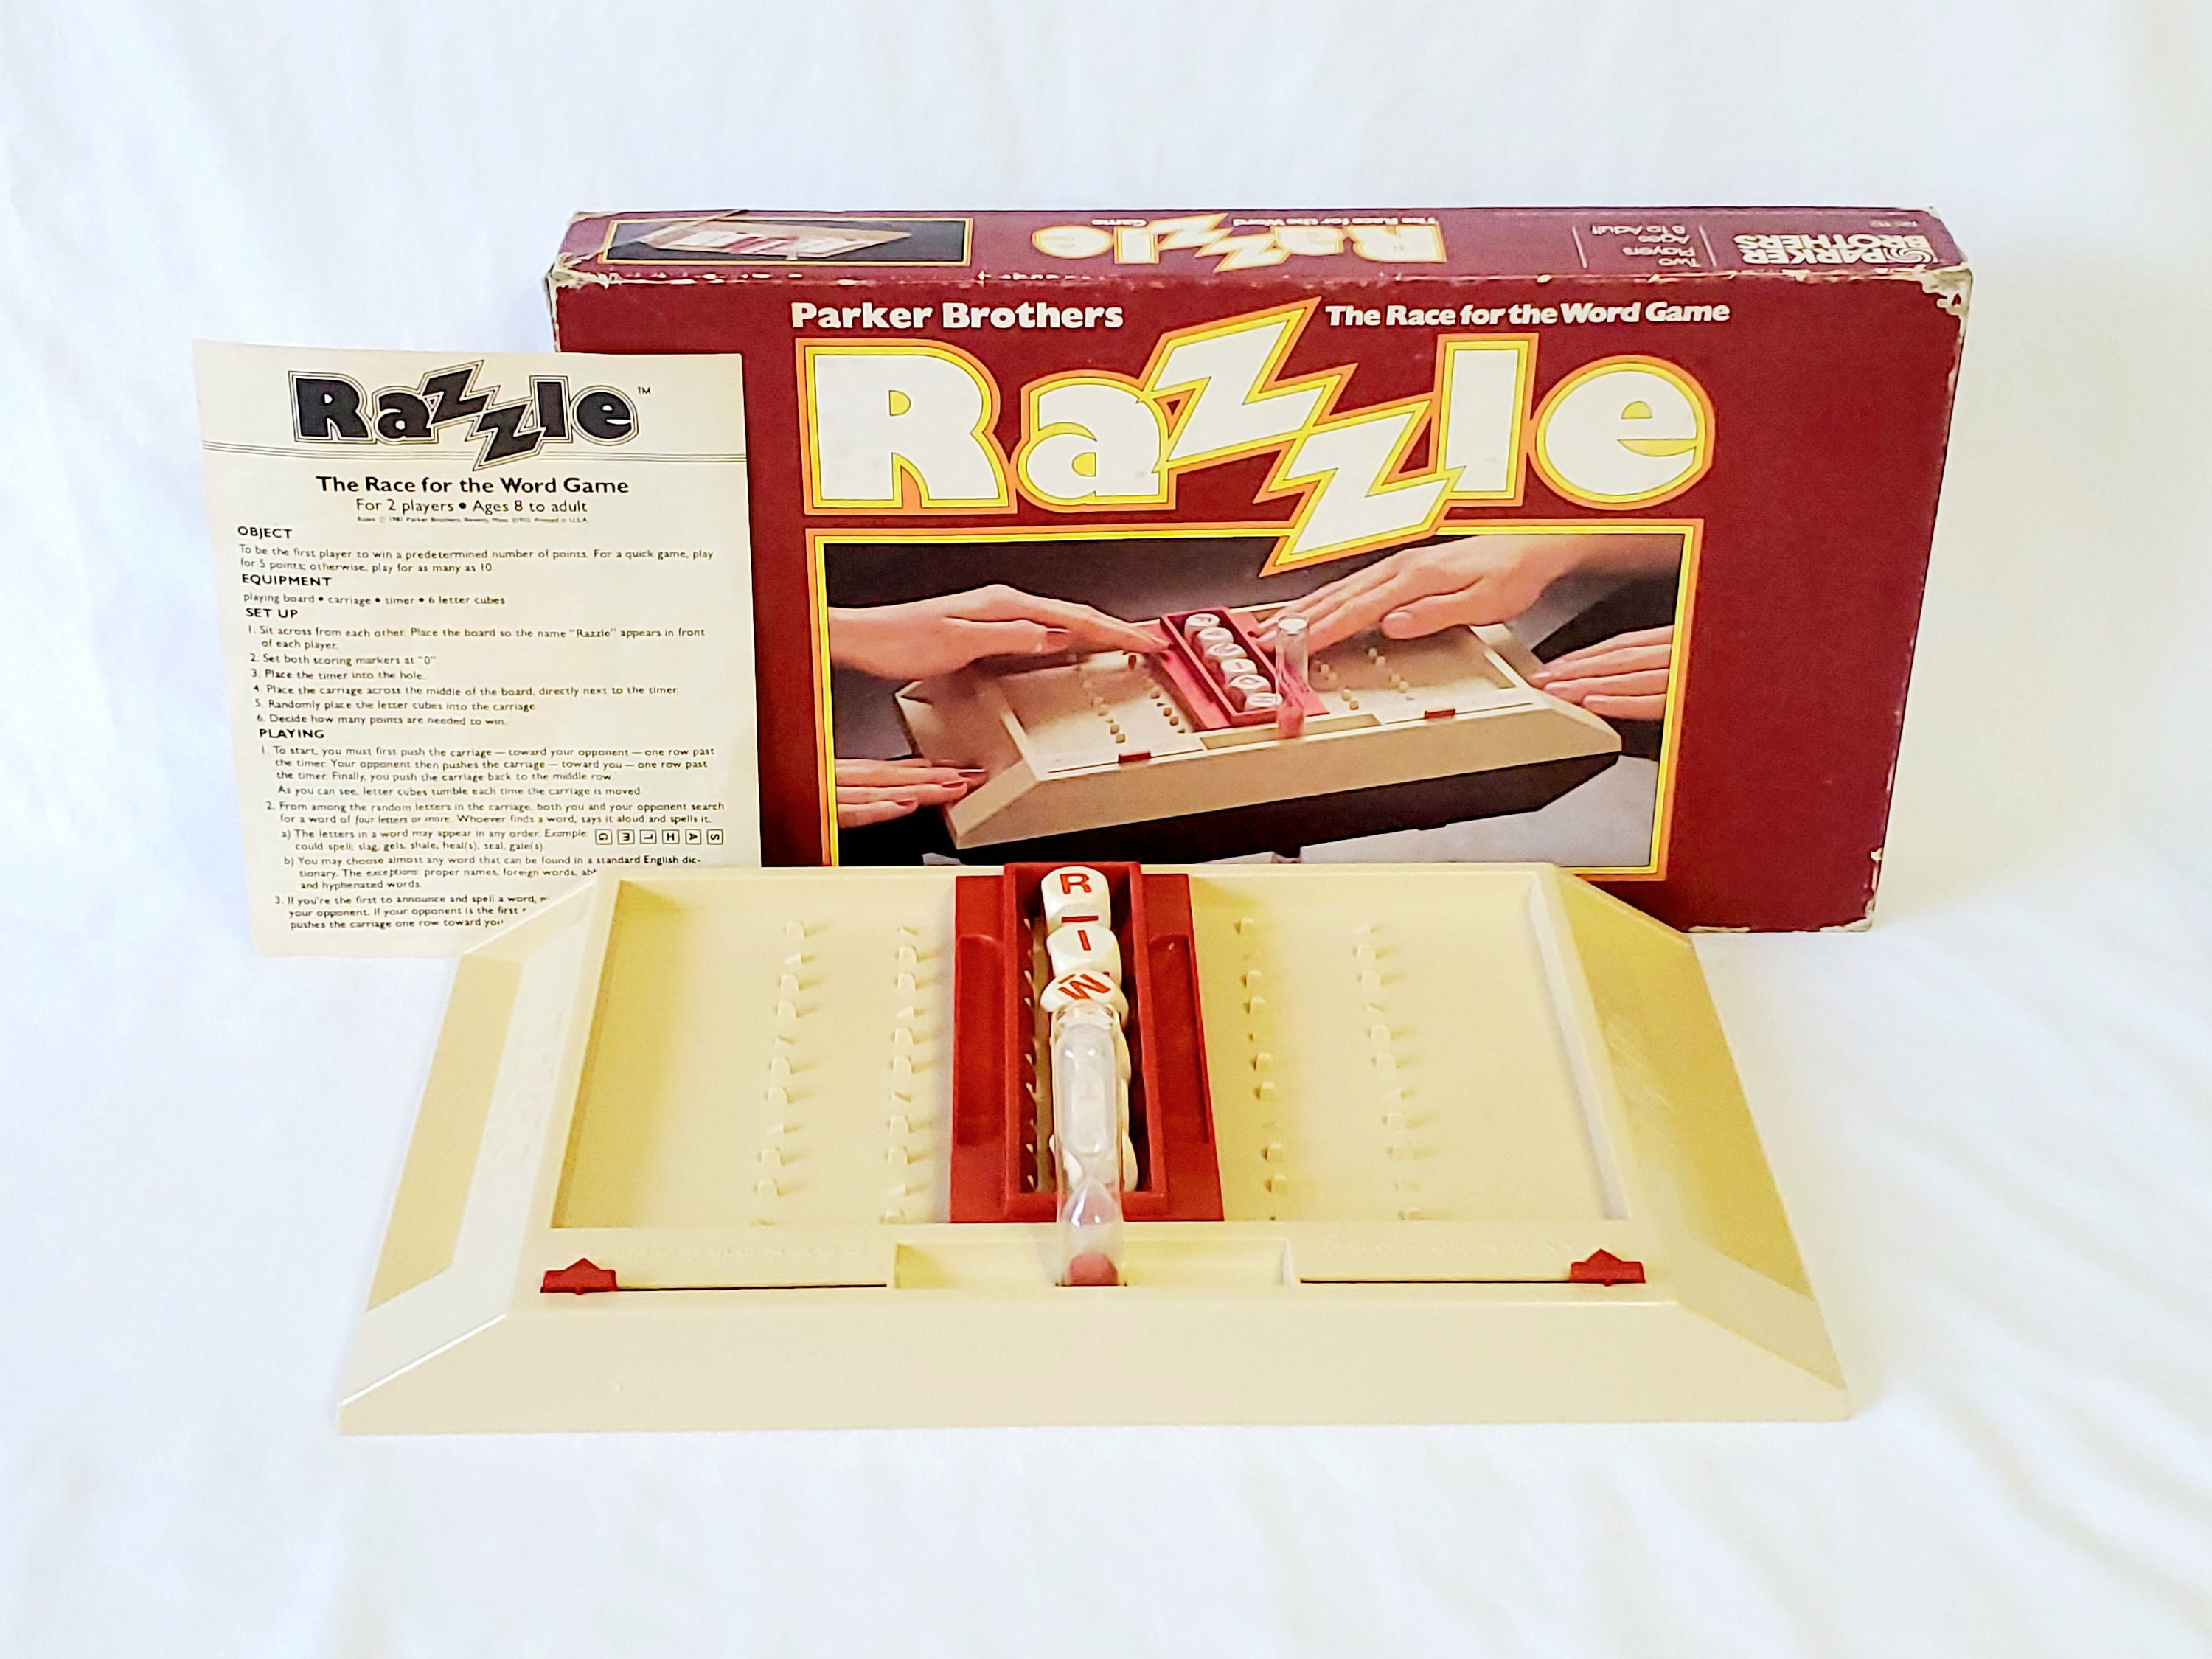 Razzle
The Race for the Word Game
Two
Players
Ages
8 to Adult
PARKER
BROTHERS
Parker Brothers
The Race for the Word Game
Razzle
Razzle™
The Race for the Word Game
For 2 players • Ages 8 to adult
Rules © 1981 Parker Brothers, Beverly, Mass. 01915 Printed in U.S.A.
OBJECT
To be the first player to win a predetermined number of points. For a quick game, play
for 5 points; otherwise, play for as many as 10.
EQUIPMENT
playing board • carriage • timer • 6 letter cubes
SET UP
1. Sit across from each other. Place the board so the name "Razzle" appears in front
of each player.
2. Set both scoring markers at "0"
3. Place the timer into the hole.
4. Place the carriage across the middle of the board, directly next to the timer.
5. Randomly place the letter cubes into the carriage.
6. Decide how many points are needed to win.
PLAYING
1. To start, you must first push the carriage — toward your opponent — one row past
the timer. Your opponent then pushes the carriage — toward you — one row past
the timer. Finally, you push the carriage back to the middle row.
As you can see, letter cubes tumble each time the carriage is moved.
2. From among the random letters in the carriage, both you and your opponent search
for a word of four letters or more. Whoever finds a word, says it aloud and spells it.
a) The letters in a word may appear in any order. Example: G E L H A S
could spell: slag, gels, shale, heal(s), seal, gale(s).
b) You may choose almost any word that can be found in a standard English dic-
tionary. The exceptions: proper names, foreign words,
and hyphenated words.
3. If you're the first to announce and spell a word,
your opponent. If your opponent is the first
pushes the carriage one row toward
R
I
W